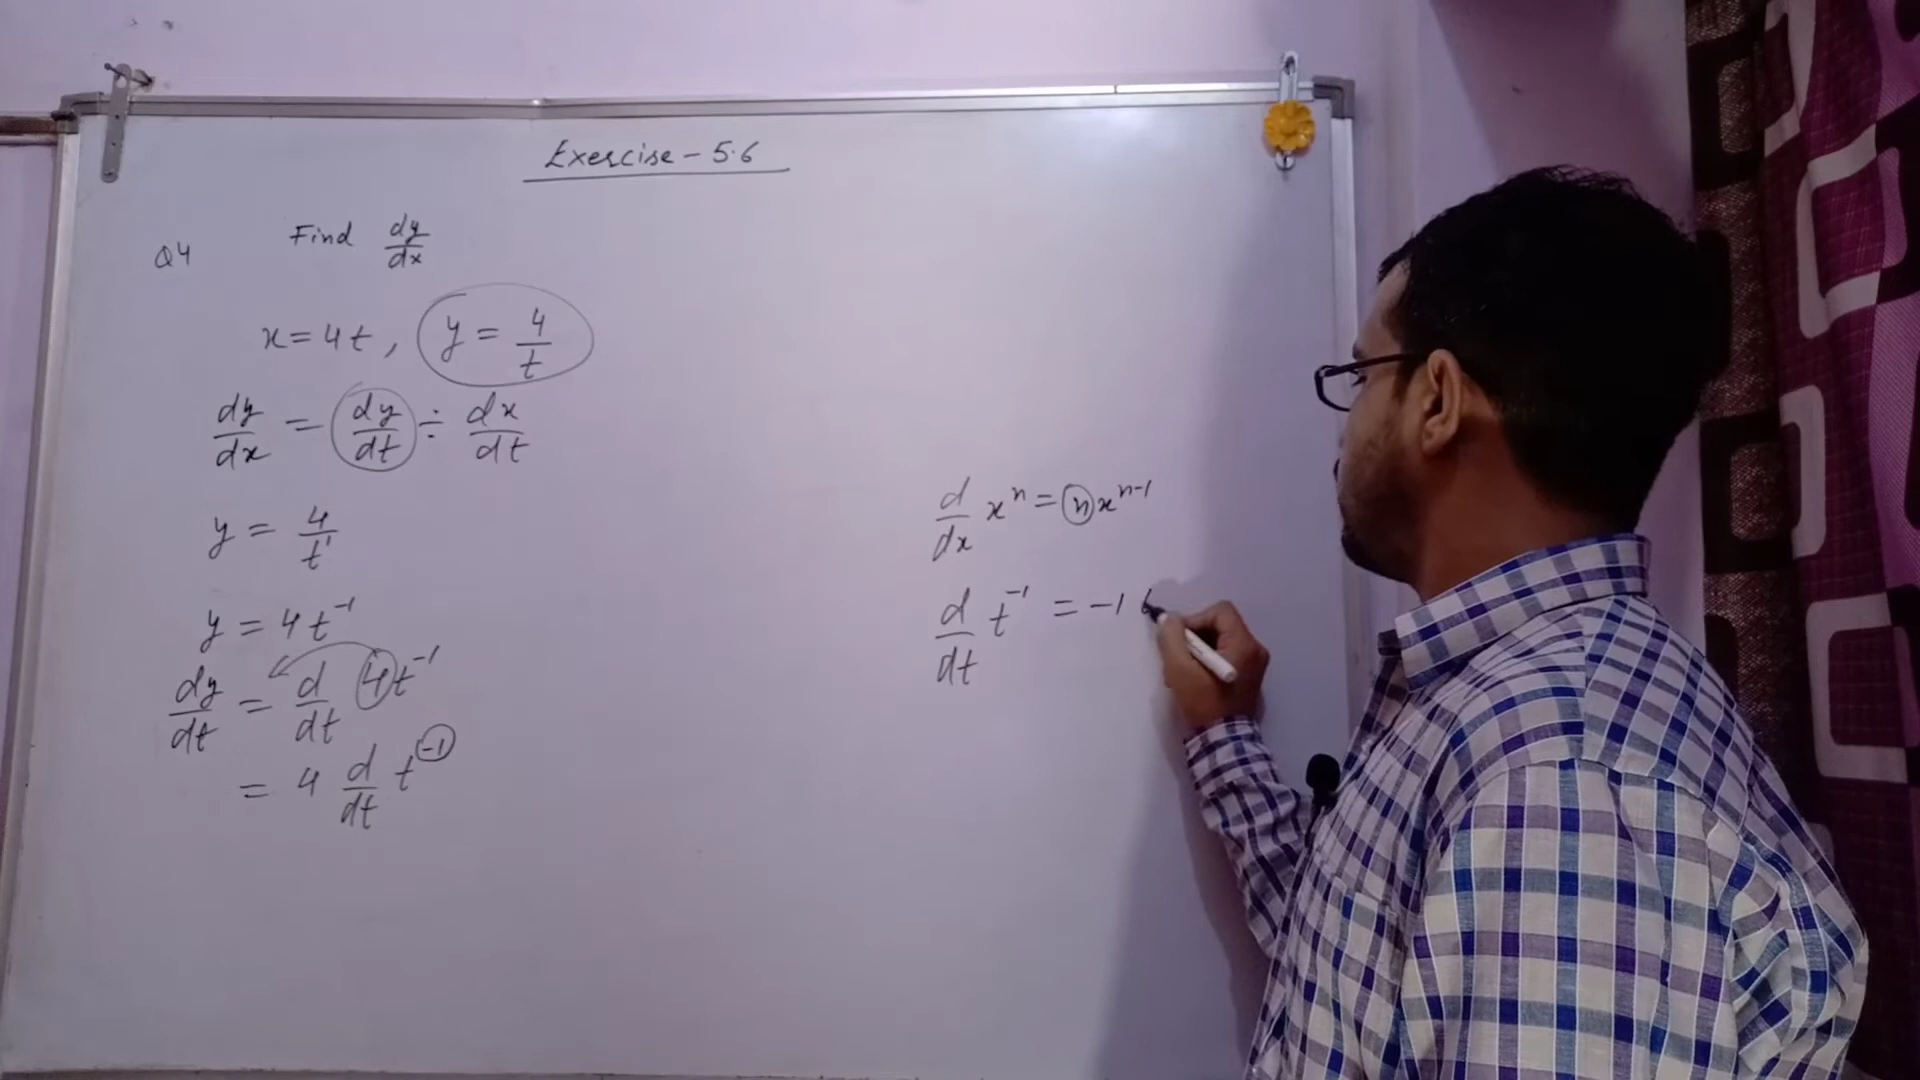 Exercise - 5.6
Q4 Find dy/dx
x = 4t, y = 4/t
dy/dx = dy/dt ÷ dx/dt
y = 4/t¹
y = 4t⁻¹
dy/dt = d/dt 4t⁻¹
= 4 d/dt t⁻¹
d/dx xⁿ = n xⁿ⁻¹
d/dt t⁻¹ = -1